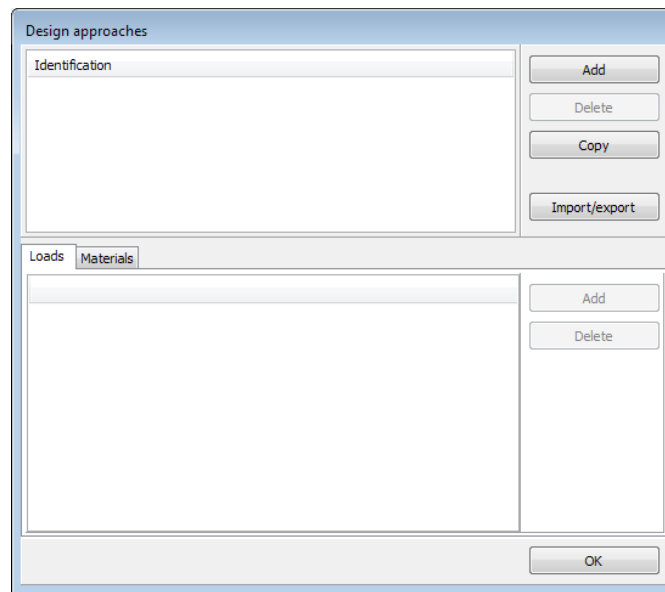 Design approaches
Identification
Add
Delete
Copy
Import/export
Loads
Materials
Add
Delete
OK